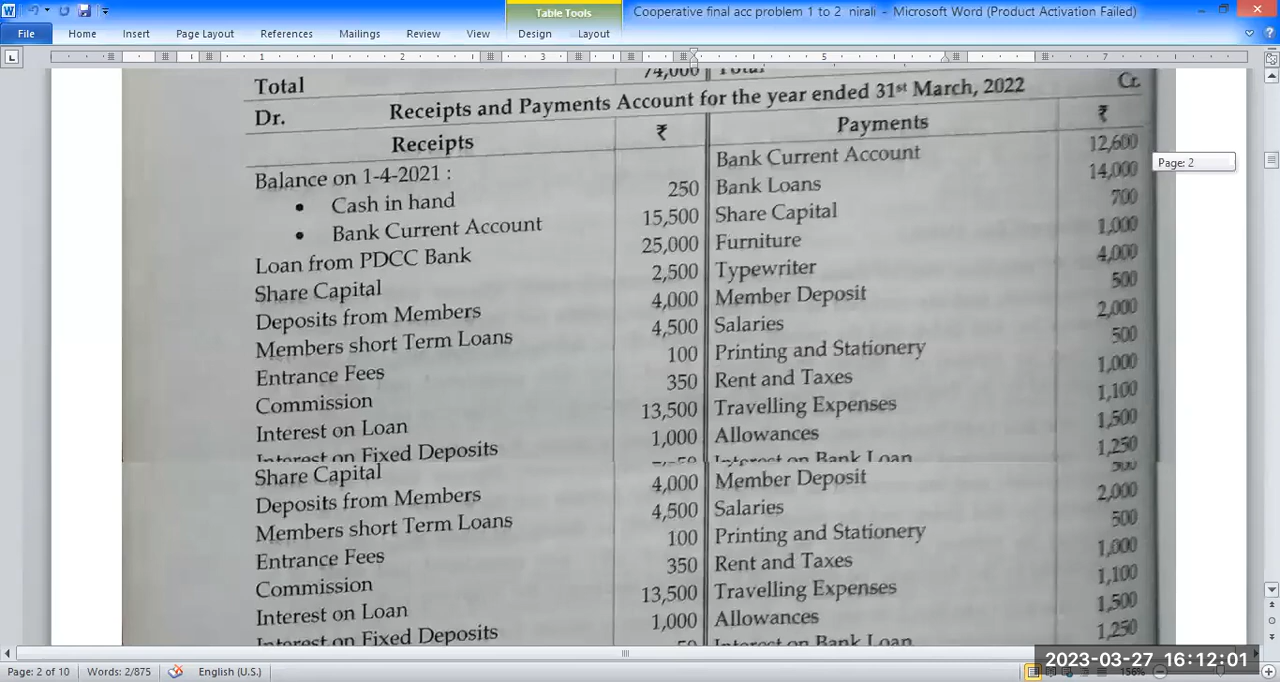 Table Tools
Cooperative final acc problem 1 to 2 nirali - Microsoft Word (Product Activation Failed)
File Home Insert Page Layout References Mailings Review View Design Layout
1 2 3 5 7
Total 74,000 Total
Dr. Receipts and Payments Account for the year ended 31st March, 2022 Cr.
Receipts ₹ Payments ₹
Balance on 1-4-2021 : Bank Current Account 12,600
• Cash in hand 250 Bank Loans 14,000
• Bank Current Account 15,500 Share Capital 700
Loan from PDCC Bank 25,000 Furniture 1,000
Share Capital 2,500 Typewriter 4,000
Deposits from Members 4,000 Member Deposit 500
Members short Term Loans 4,500 Salaries 2,000
Entrance Fees 100 Printing and Stationery 500
Commission 350 Rent and Taxes 1,000
Interest on Loan 13,500 Travelling Expenses 1,100
Interest on Fixed Deposits 1,000 Allowances 1,500
Interest on Bank Loan 1,250
Share Capital
Deposits from Members 4,000 Member Deposit 500
Members short Term Loans 4,500 Salaries 2,000
Entrance Fees 100 Printing and Stationery 500
Commission 350 Rent and Taxes 1,000
Interest on Loan 13,500 Travelling Expenses 1,100
Interest on Fixed Deposits 1,000 Allowances 1,500
Interest on Bank Loan 1,250
Page: 2
Page: 2 of 10 Words: 2/875 English (U.S.) 156%
2023-03-27 16:12:01